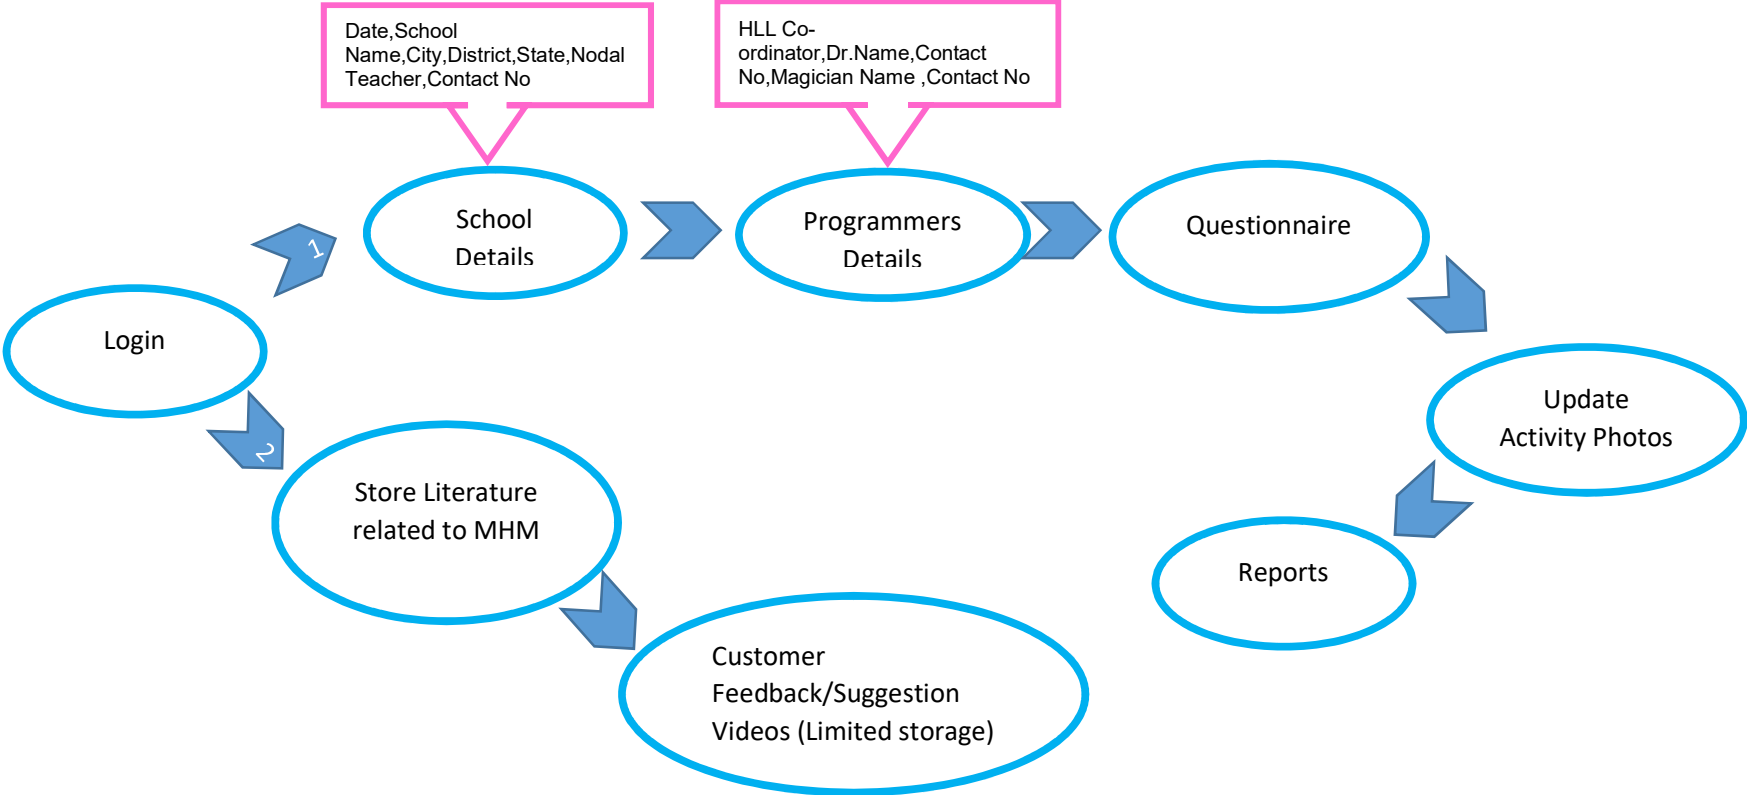 Date,School
Name,City,District,State,Nodal
Teacher,Contact No
HLL Co-
ordinator,Dr.Name,Contact
No,Magician Name ,Contact No
1
School
Details
Programmers
Details
Questionnaire
Login
Update
Activity Photos
2
Store Literature
related to MHM
Reports
Customer
Feedback/Suggestion
Videos (Limited storage)